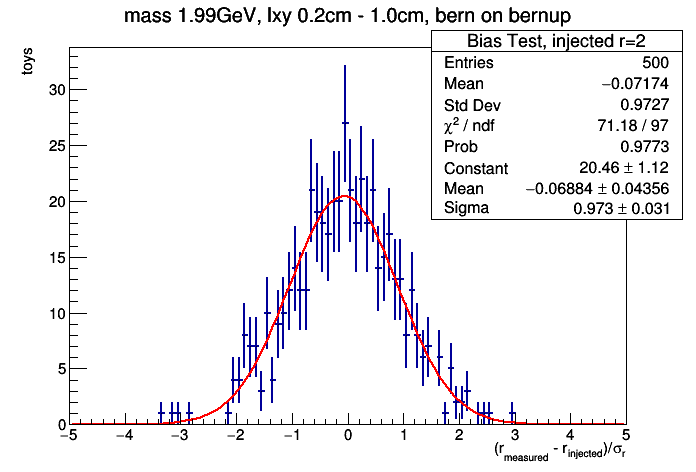 mass 1.99GeV, lxy 0.2cm - 1.0cm, bern on bernup
Bias Test, injected r=2
Entries 500
Mean −0.07174
Std Dev 0.9727
χ² / ndf 71.18 / 97
Prob 0.9773
Constant 20.46 ± 1.12
Mean −0.06884 ± 0.04356
Sigma 0.973 ± 0.031
toys
30
25
20
15
10
5
0
−5 −4 −3 −2 −1 0 1 2 3 4 5
(r_measured - r_injected)/σ_r